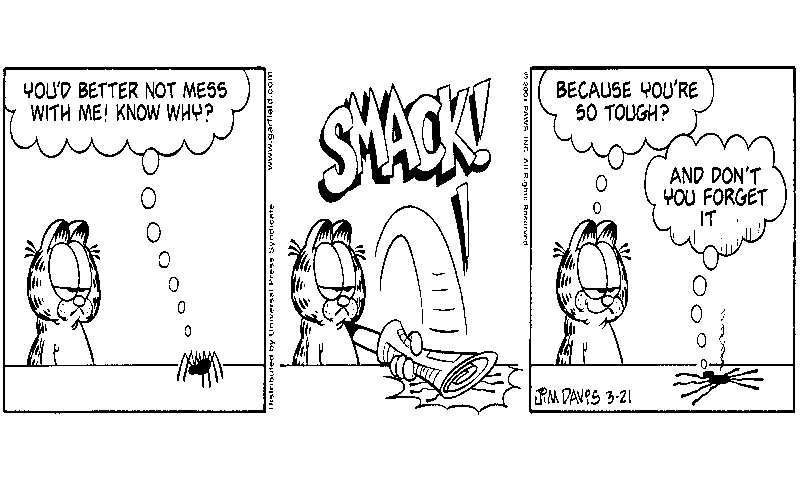 YOU'D BETTER NOT MESS
WITH ME! KNOW WHY?
www.garfield.com
Distributed by Universal Press Syndicate
SMACK!
© 2001 PAWS, INC. All Rights Reserved
BECAUSE YOU'RE
SO TOUGH?
AND DON'T
YOU FORGET
IT
JIM DAVIS 3-21